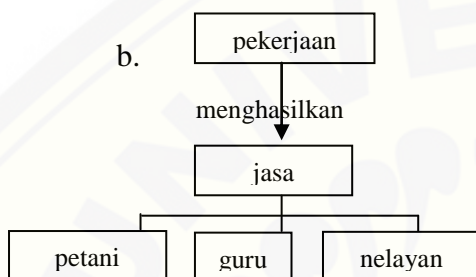 b.
pekerjaan
menghasilkan
jasa
petani
guru
nelayan